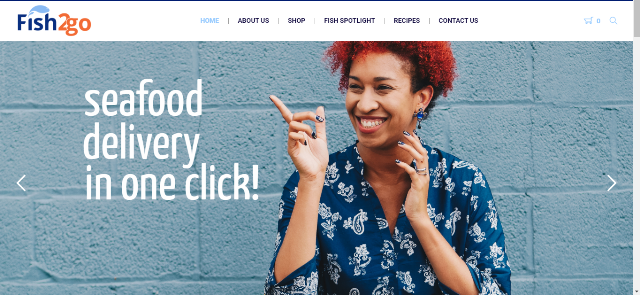 Fish2go
HOME | ABOUT US | SHOP | FISH SPOTLIGHT | RECIPES | CONTACT US
0
seafood
delivery
in one click!